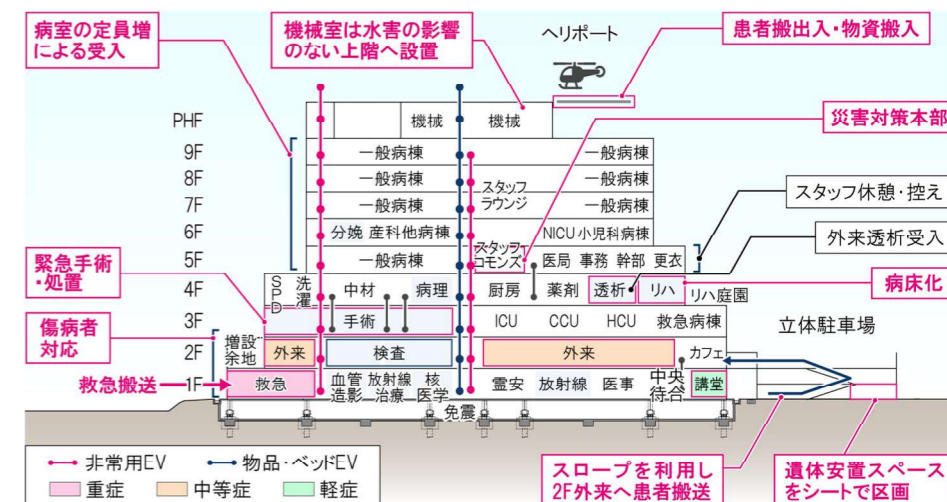 病室の定員増
による受入
機械室は水害の影響
のない上階へ設置
ヘリポート
患者搬出入・物資搬入
災害対策本部
スタッフ休憩・控え
外来透析受入
病床化
緊急手術
・処置
傷病者
対応
救急搬送
PHF 機械 機械
9F 一般病棟 一般病棟
8F 一般病棟 一般病棟
7F 一般病棟 一般病棟
スタッフ
ラウンジ
6F 分娩 産科他病棟 NICU 小児科病棟
5F 一般病棟 スタッフ
コモンズ
医局 事務 幹部 更衣
4F SPD 洗濯 中材 病理 厨房 薬剤 透析 リハ リハ庭園
3F 手術 ICU CCU HCU 救急病棟
立体駐車場
2F 増設
余地
外来 検査 外来 カフェ
1F 救急 血管
造影
放射線
治療
核
医学
霊安 放射線 医事 中央
待合
講堂
免震
非常用EV 物品・ベッドEV
重症 中等症 軽症
スロープを利用し
2F外来へ患者搬送
遺体安置スペース
をシートで区画